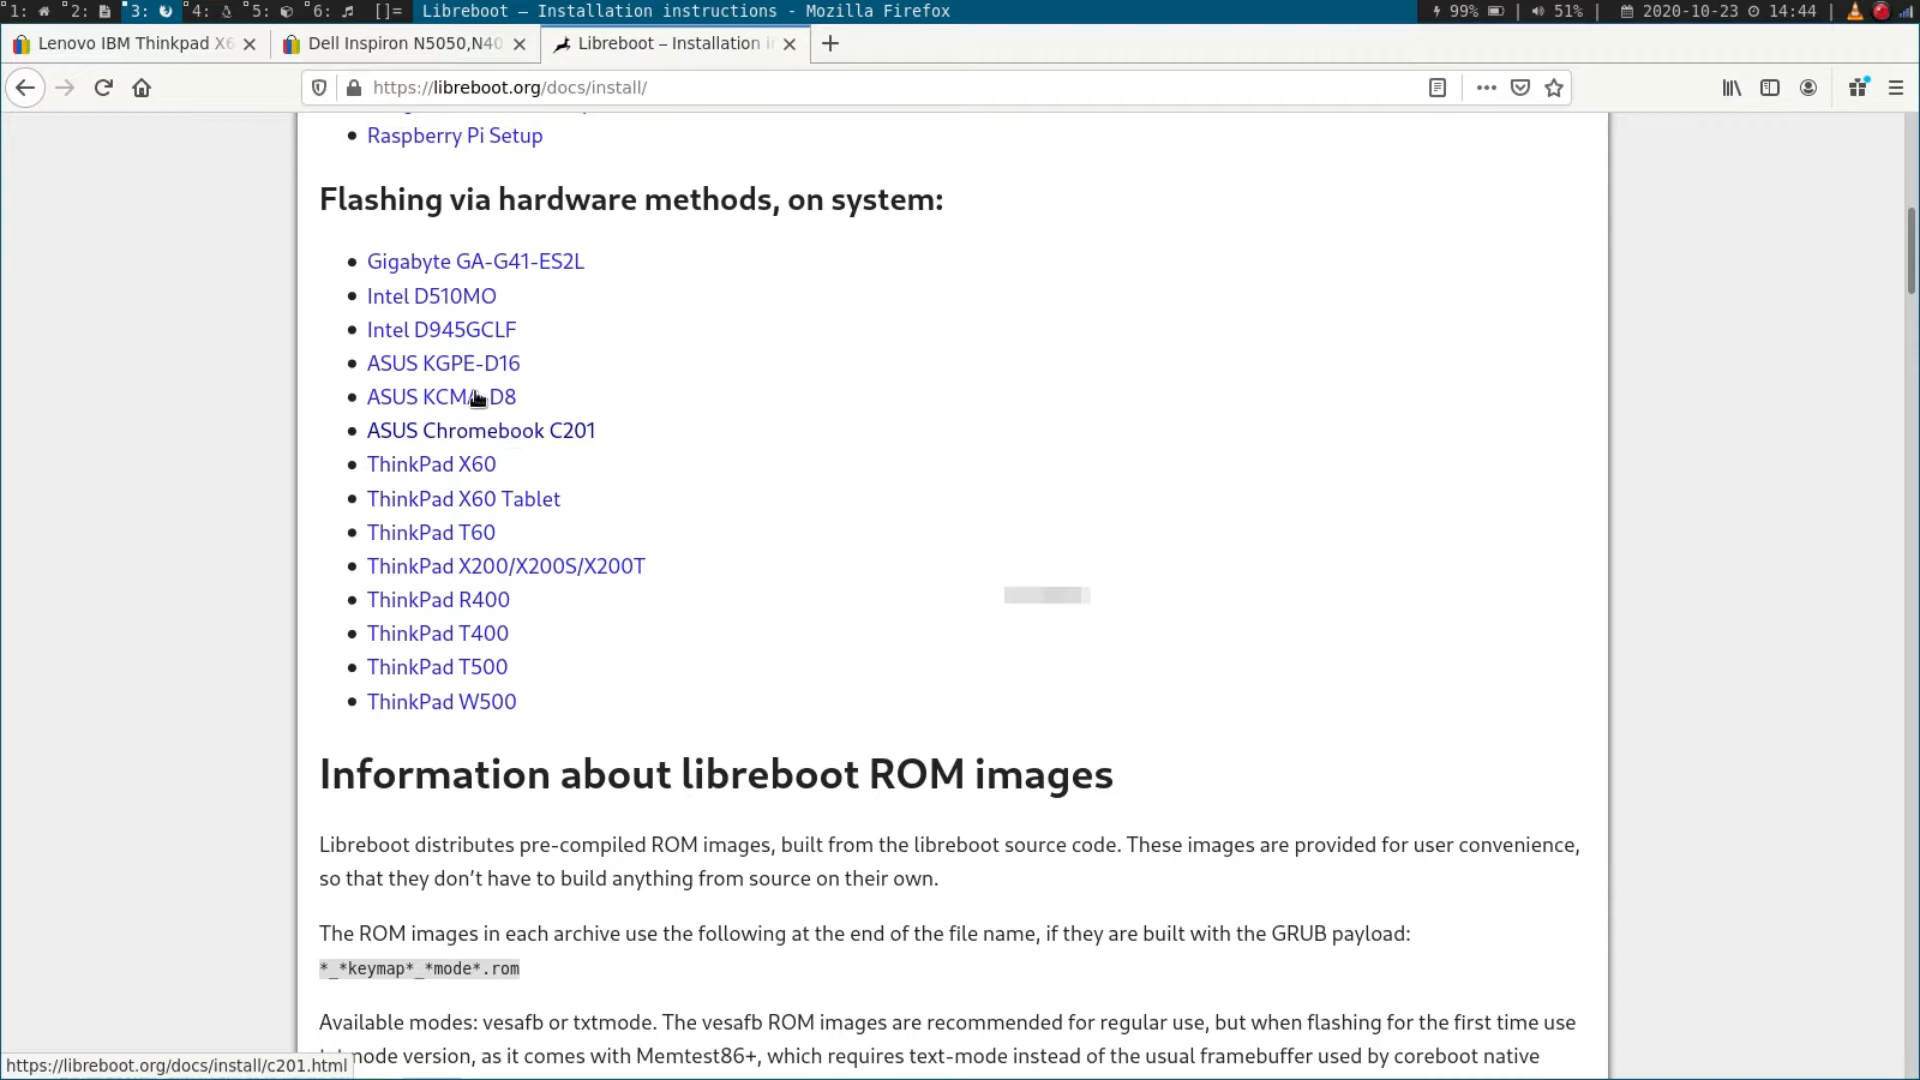 1: 2: 3: 4: 5: 6: []= Libreboot – Installation instructions - Mozilla Firefox 99% | 51% | 2020-10-23 14:44 |
Lenovo IBM Thinkpad X6 Dell Inspiron N5050,N40 Libreboot – Installation i
https://libreboot.org/docs/install/
Raspberry Pi Setup
Flashing via hardware methods, on system:
Gigabyte GA-G41-ES2L
Intel D510MO
Intel D945GCLF
ASUS KGPE-D16
ASUS KCMA-D8
ASUS Chromebook C201
ThinkPad X60
ThinkPad X60 Tablet
ThinkPad T60
ThinkPad X200/X200S/X200T
ThinkPad R400
ThinkPad T400
ThinkPad T500
ThinkPad W500
Information about libreboot ROM images
Libreboot distributes pre-compiled ROM images, built from the libreboot source code. These images are provided for user convenience,
so that they don’t have to build anything from source on their own.
The ROM images in each archive use the following at the end of the file name, if they are built with the GRUB payload:
*_*keymap*_*mode*.rom
Available modes: vesafb or txtmode. The vesafb ROM images are recommended for regular use, but when flashing for the first time use
txtmode version, as it comes with Memtest86+, which requires text-mode instead of the usual framebuffer used by coreboot native
https://libreboot.org/docs/install/c201.html